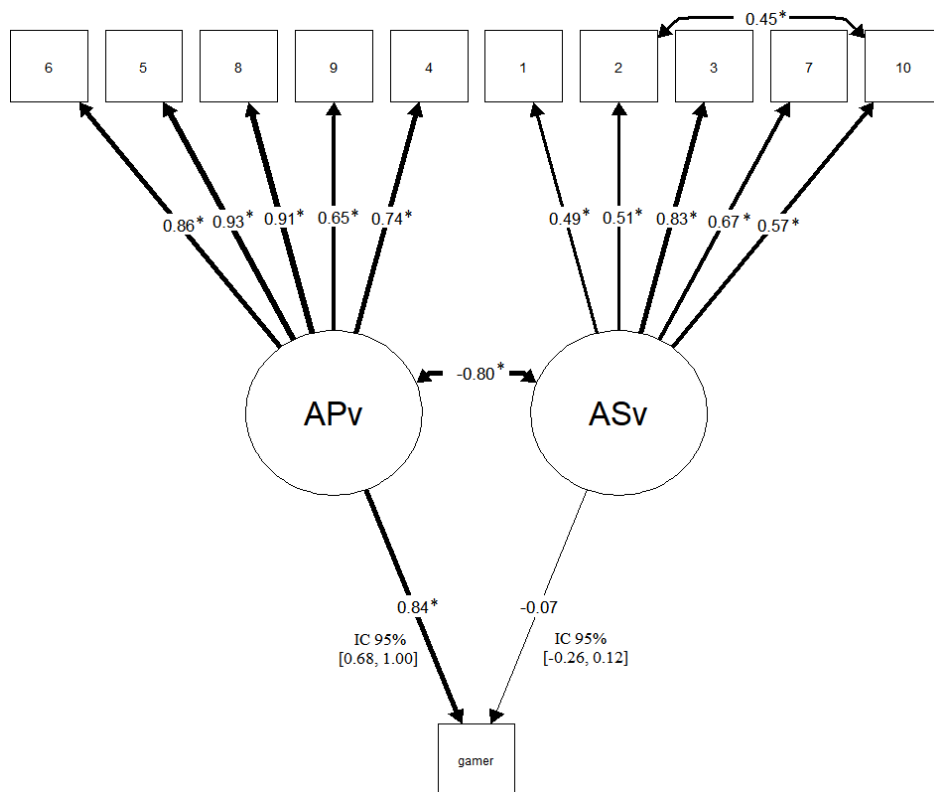 0.45*
6 5 8 9 4 1 2 3 7 10
0.86* 0.93* 0.91* 0.65* 0.74* 0.49* 0.51* 0.83* 0.67* 0.57*
-0.80*
APv ASv
0.84* -0.07
IC 95% IC 95%
[0.68, 1.00] [-0.26, 0.12]
gamer